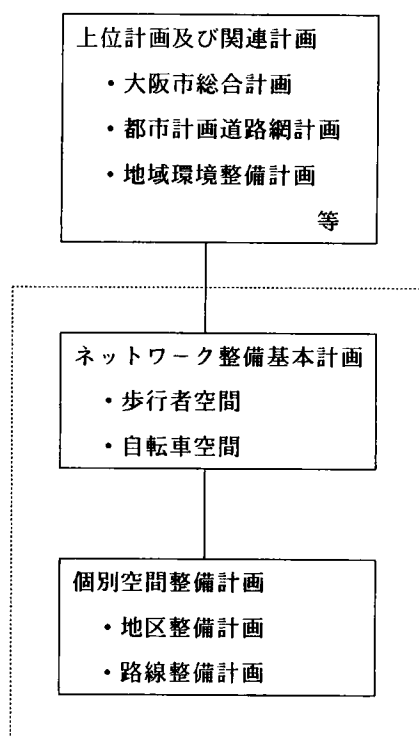 上位計画及び関連計画
・大阪市総合計画
・都市計画道路網計画
・地域環境整備計画
等
ネットワーク整備基本計画
・歩行者空間
・自転車空間
個別空間整備計画
・地区整備計画
・路線整備計画